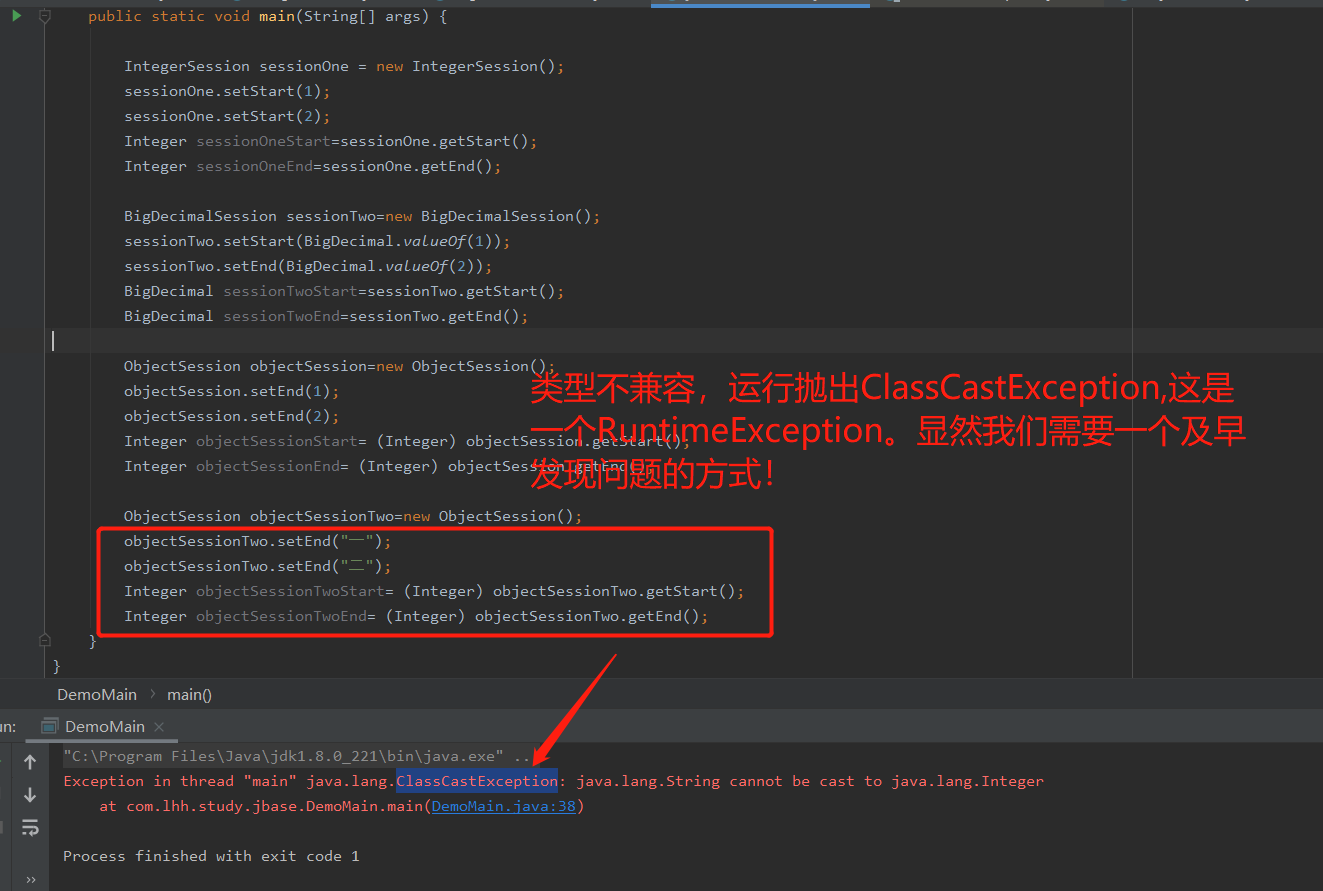 public static void main(String[] args) {
IntegerSession sessionOne = new IntegerSession();
sessionOne.setStart(1);
sessionOne.setStart(2);
Integer sessionOneStart=sessionOne.getStart();
Integer sessionOneEnd=sessionOne.getEnd();
BigDecimalSession sessionTwo=new BigDecimalSession();
sessionTwo.setStart(BigDecimal.valueOf(1));
sessionTwo.setEnd(BigDecimal.valueOf(2));
BigDecimal sessionTwoStart=sessionTwo.getStart();
BigDecimal sessionTwoEnd=sessionTwo.getEnd();
ObjectSession objectSession=new ObjectSession();
objectSession.setEnd(1);
objectSession.setEnd(2);
Integer objectSessionStart= (Integer) objectSession.getStart();
Integer objectSessionEnd= (Integer) objectSession.getEnd();
类型不兼容，运行抛出ClassCastException,这是
一个RuntimeException。显然我们需要一个及早
发现问题的方式！
ObjectSession objectSessionTwo=new ObjectSession();
objectSessionTwo.setEnd("一");
objectSessionTwo.setEnd("二");
Integer objectSessionTwoStart= (Integer) objectSessionTwo.getStart();
Integer objectSessionTwoEnd= (Integer) objectSessionTwo.getEnd();
}
}
DemoMain › main()
un: DemoMain ×
"C:\Program Files\Java\jdk1.8.0_221\bin\java.exe" ..
Exception in thread "main" java.lang.ClassCastException: java.lang.String cannot be cast to java.lang.Integer
at com.lhh.study.jbase.DemoMain.main(DemoMain.java:38)
Process finished with exit code 1